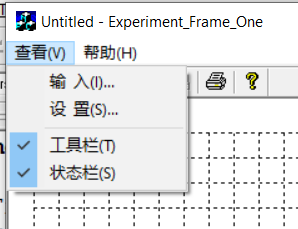 Untitled - Experiment_Frame_One
查看(V) 帮助(H)
输 入(I)...
设 置(S)...
工具栏(T)
状态栏(S)